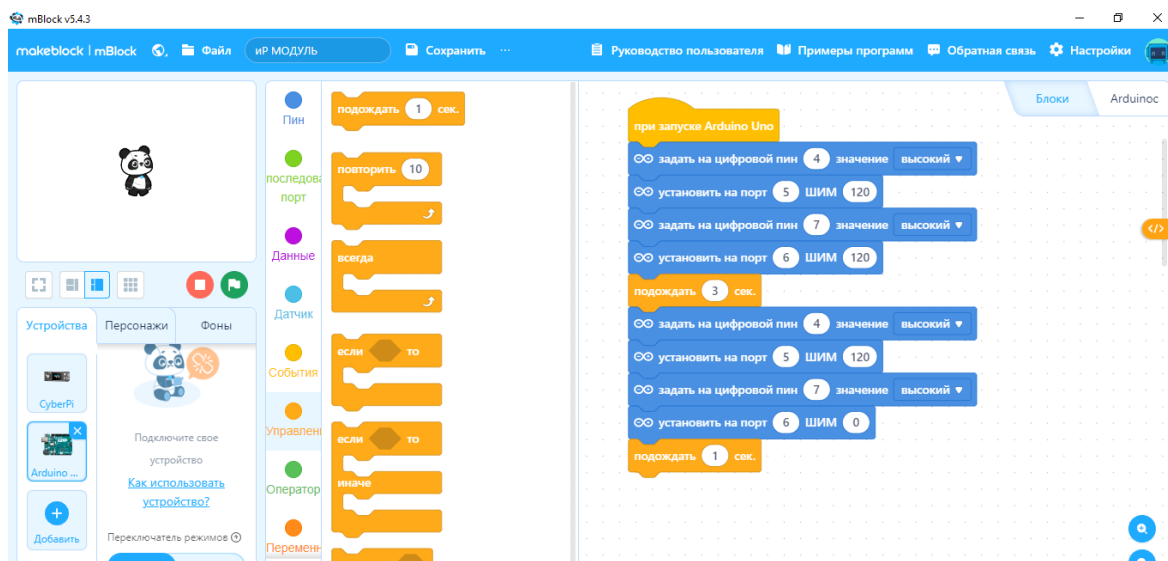 mBlock v5.4.3
makeblock | mBlock Файл иР МОДУЛЬ Сохранить ... Руководство пользователя Примеры программ Обратная связь Настройки
Блоки Arduinoc
Пин
последова
порт
Данные
Датчик
События
Управлен
Оператор
Переменн
подождать 1 сек.
повторить 10
всегда
если то
если то
иначе
при запуске Arduino Uno
задать на цифровой пин 4 значение высокий
установить на порт 5 ШИМ 120
задать на цифровой пин 7 значение высокий
установить на порт 6 ШИМ 120
подождать 3 сек.
задать на цифровой пин 4 значение высокий
установить на порт 5 ШИМ 120
задать на цифровой пин 7 значение высокий
установить на порт 6 ШИМ 0
подождать 1 сек.
</>
Устройства Персонажи Фоны
CyberPi
Arduino ...
Добавить
Подключите свое
устройство
Как использовать
устройство?
Переключатель режимов